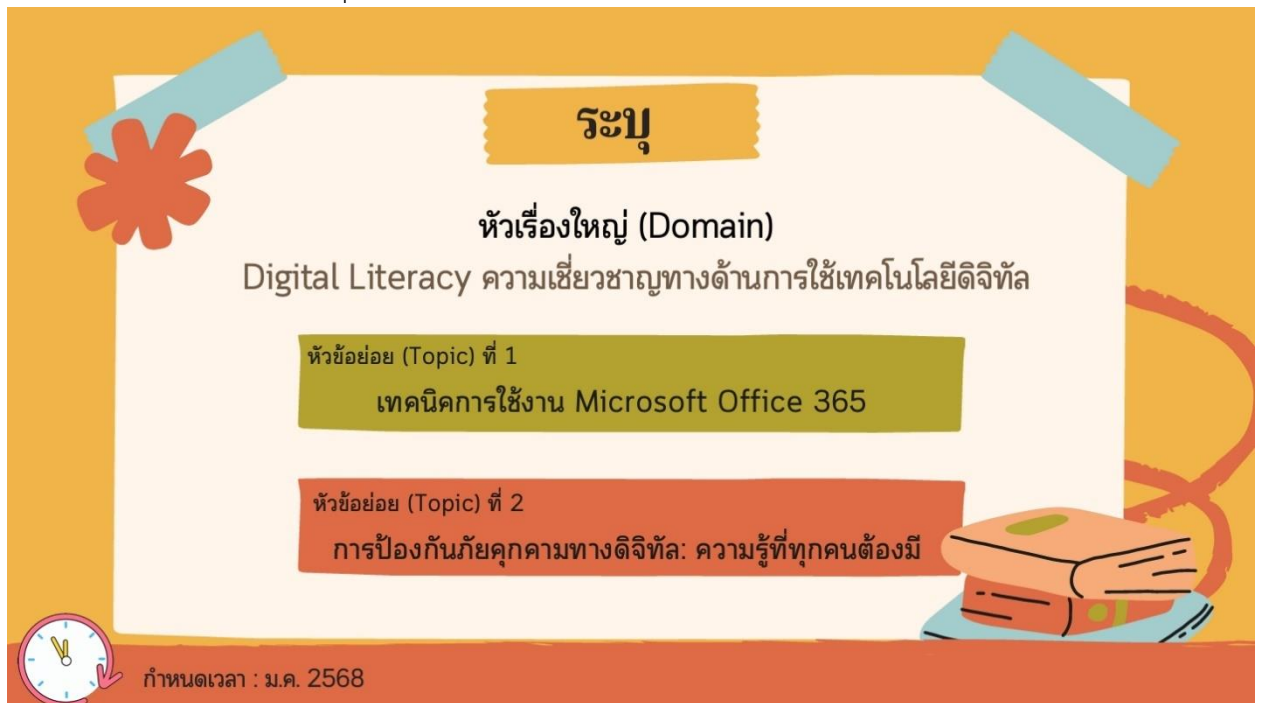 ระบุ
หัวเรื่องใหญ่ (Domain)
Digital Literacy ความเชี่ยวชาญทางด้านการใช้เทคโนโลยีดิจิทัล
หัวข้อย่อย (Topic) ที่ 1
เทคนิคการใช้งาน Microsoft Office 365
หัวข้อย่อย (Topic) ที่ 2
การป้องกันภัยคุกคามทางดิจิทัล: ความรู้ที่ทุกคนต้องมี
กำหนดเวลา : ม.ค. 2568